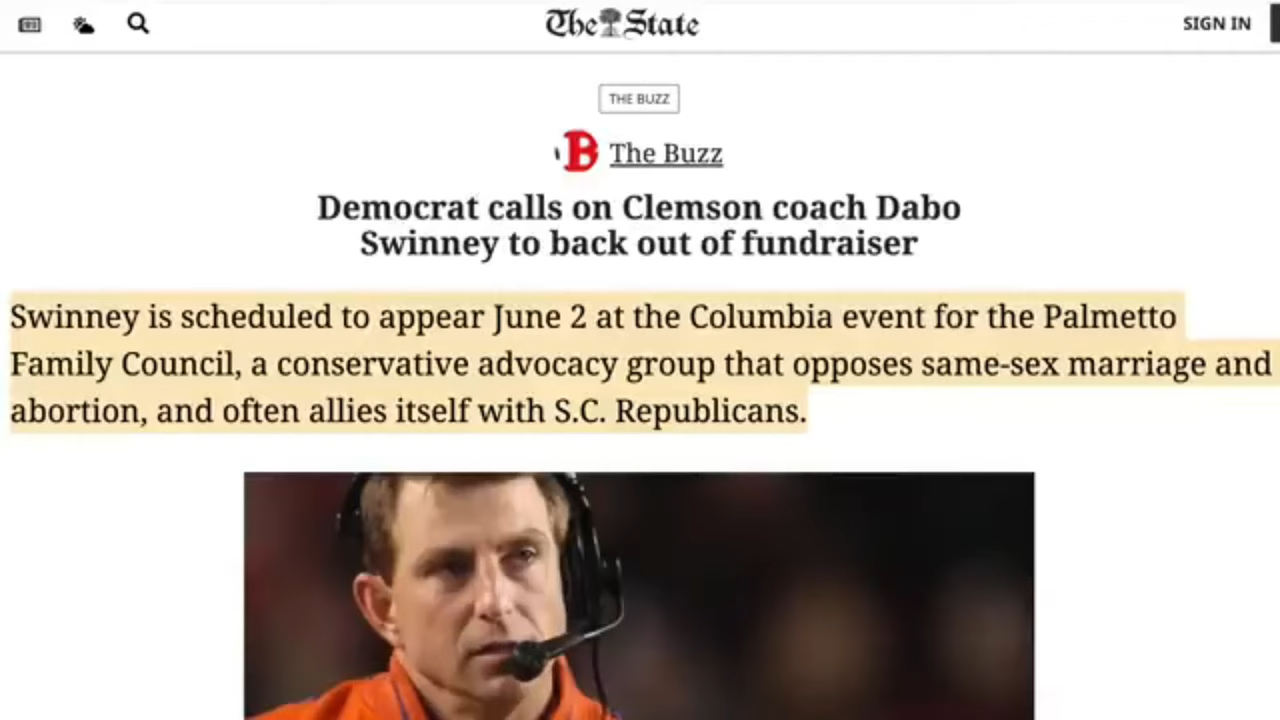 The State
SIGN IN
THE BUZZ
B The Buzz
Democrat calls on Clemson coach Dabo
Swinney to back out of fundraiser
Swinney is scheduled to appear June 2 at the Columbia event for the Palmetto
Family Council, a conservative advocacy group that opposes same-sex marriage and
abortion, and often allies itself with S.C. Republicans.